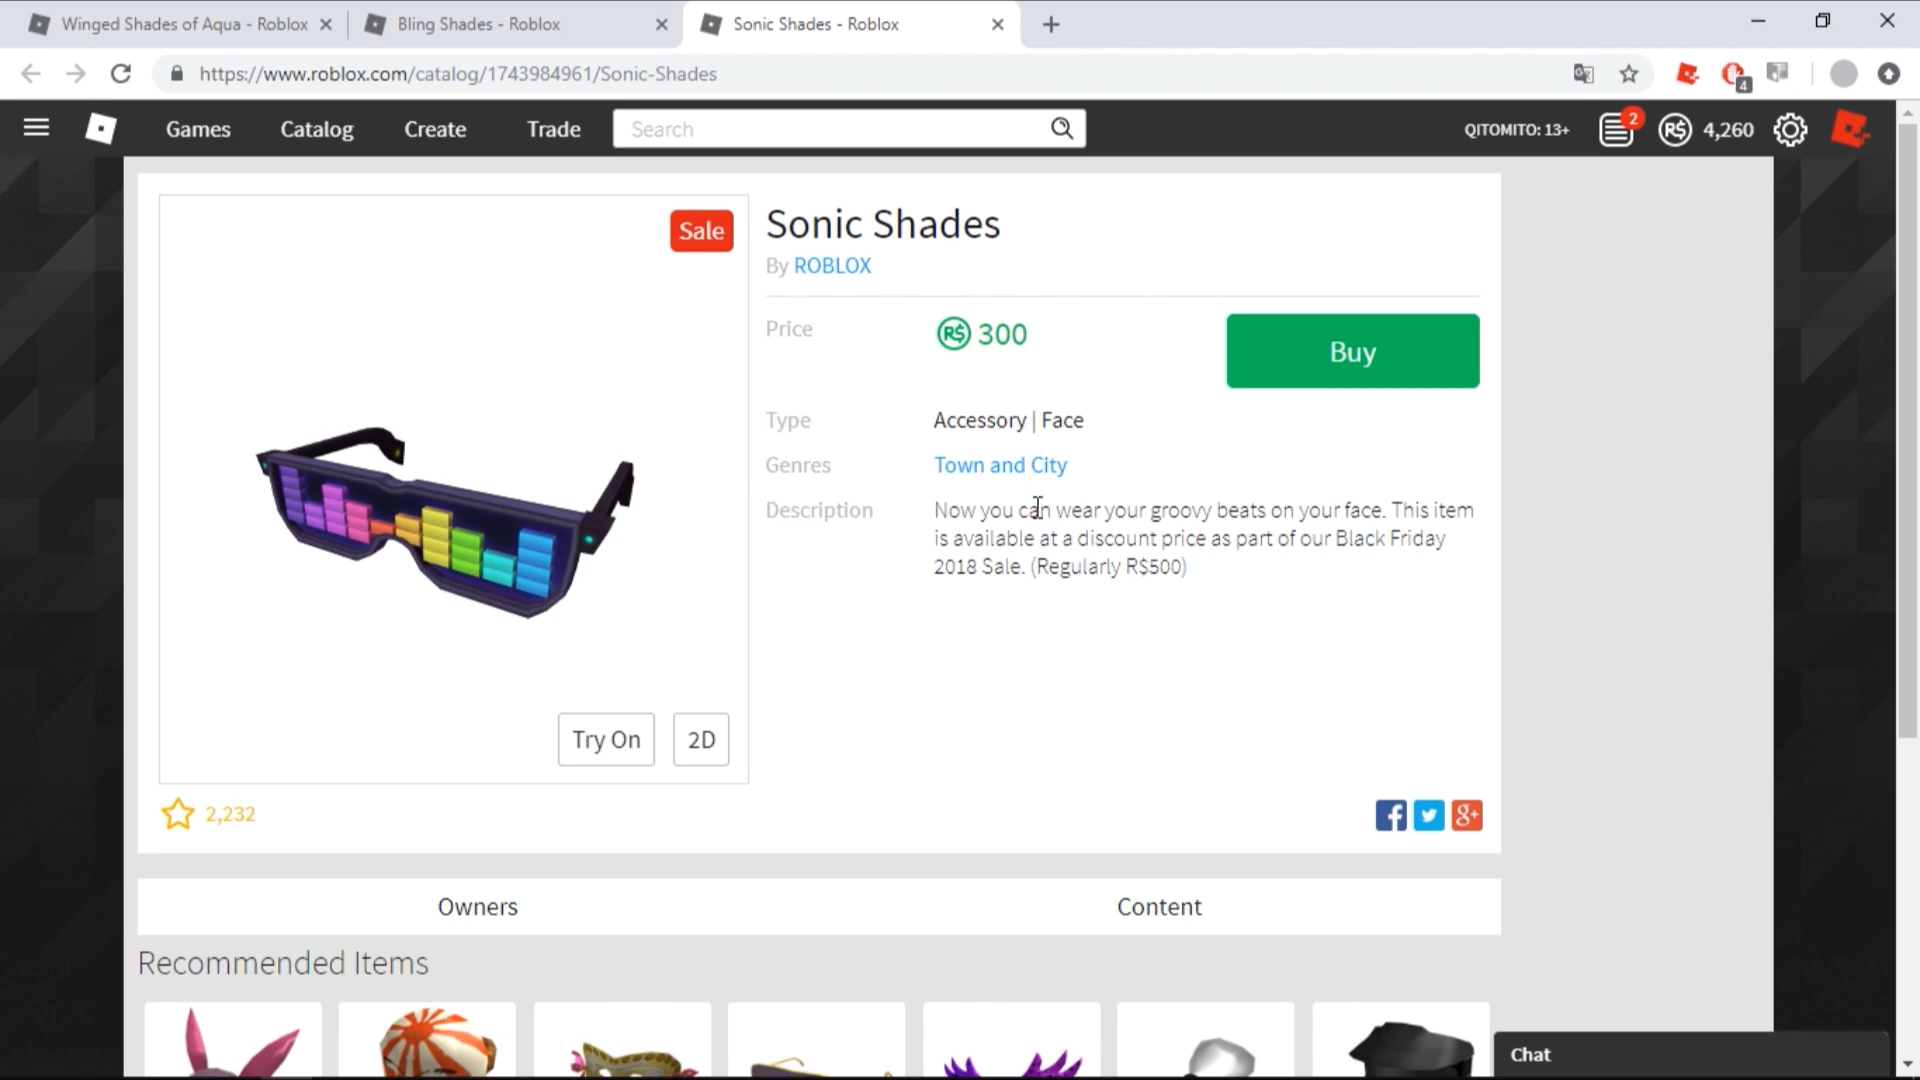 Winged Shades of Aqua - Roblox
Bling Shades - Roblox
Sonic Shades - Roblox
https://www.roblox.com/catalog/1743984961/Sonic-Shades
4
Games
Catalog
Create
Trade
Search
QITOMITO: 13+
2
R$ 4,260
Sale
Sonic Shades
By ROBLOX
Price
R$ 300
Buy
Type
Accessory | Face
Genres
Town and City
Description
Now you can wear your groovy beats on your face. This item
is available at a discount price as part of our Black Friday
2018 Sale. (Regularly R$500)
Try On
2D
2,232
f
g+
Owners
Content
Recommended Items
Chat